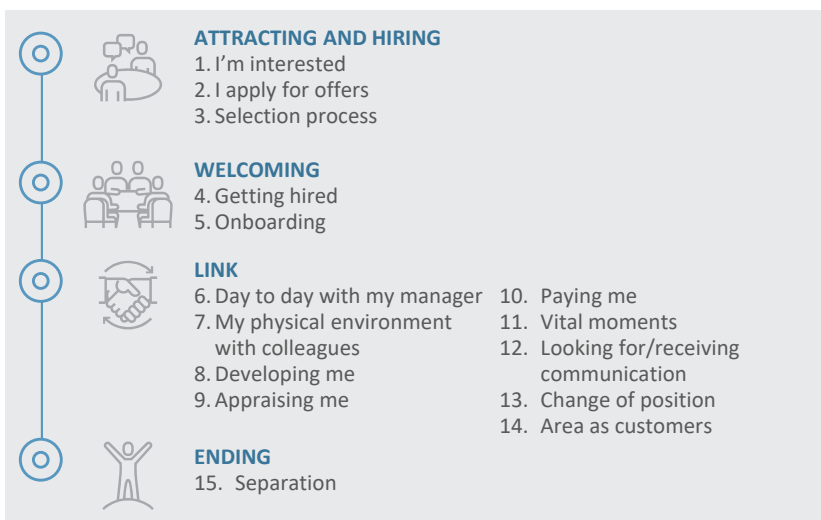 ATTRACTING AND HIRING
1. I’m interested
2. I apply for offers
3. Selection process
WELCOMING
4. Getting hired
5. Onboarding
LINK
6. Day to day with my manager
7. My physical environment
with colleagues
8. Developing me
9. Appraising me
10. Paying me
11. Vital moments
12. Looking for/receiving
communication
13. Change of position
14. Area as customers
ENDING
15. Separation